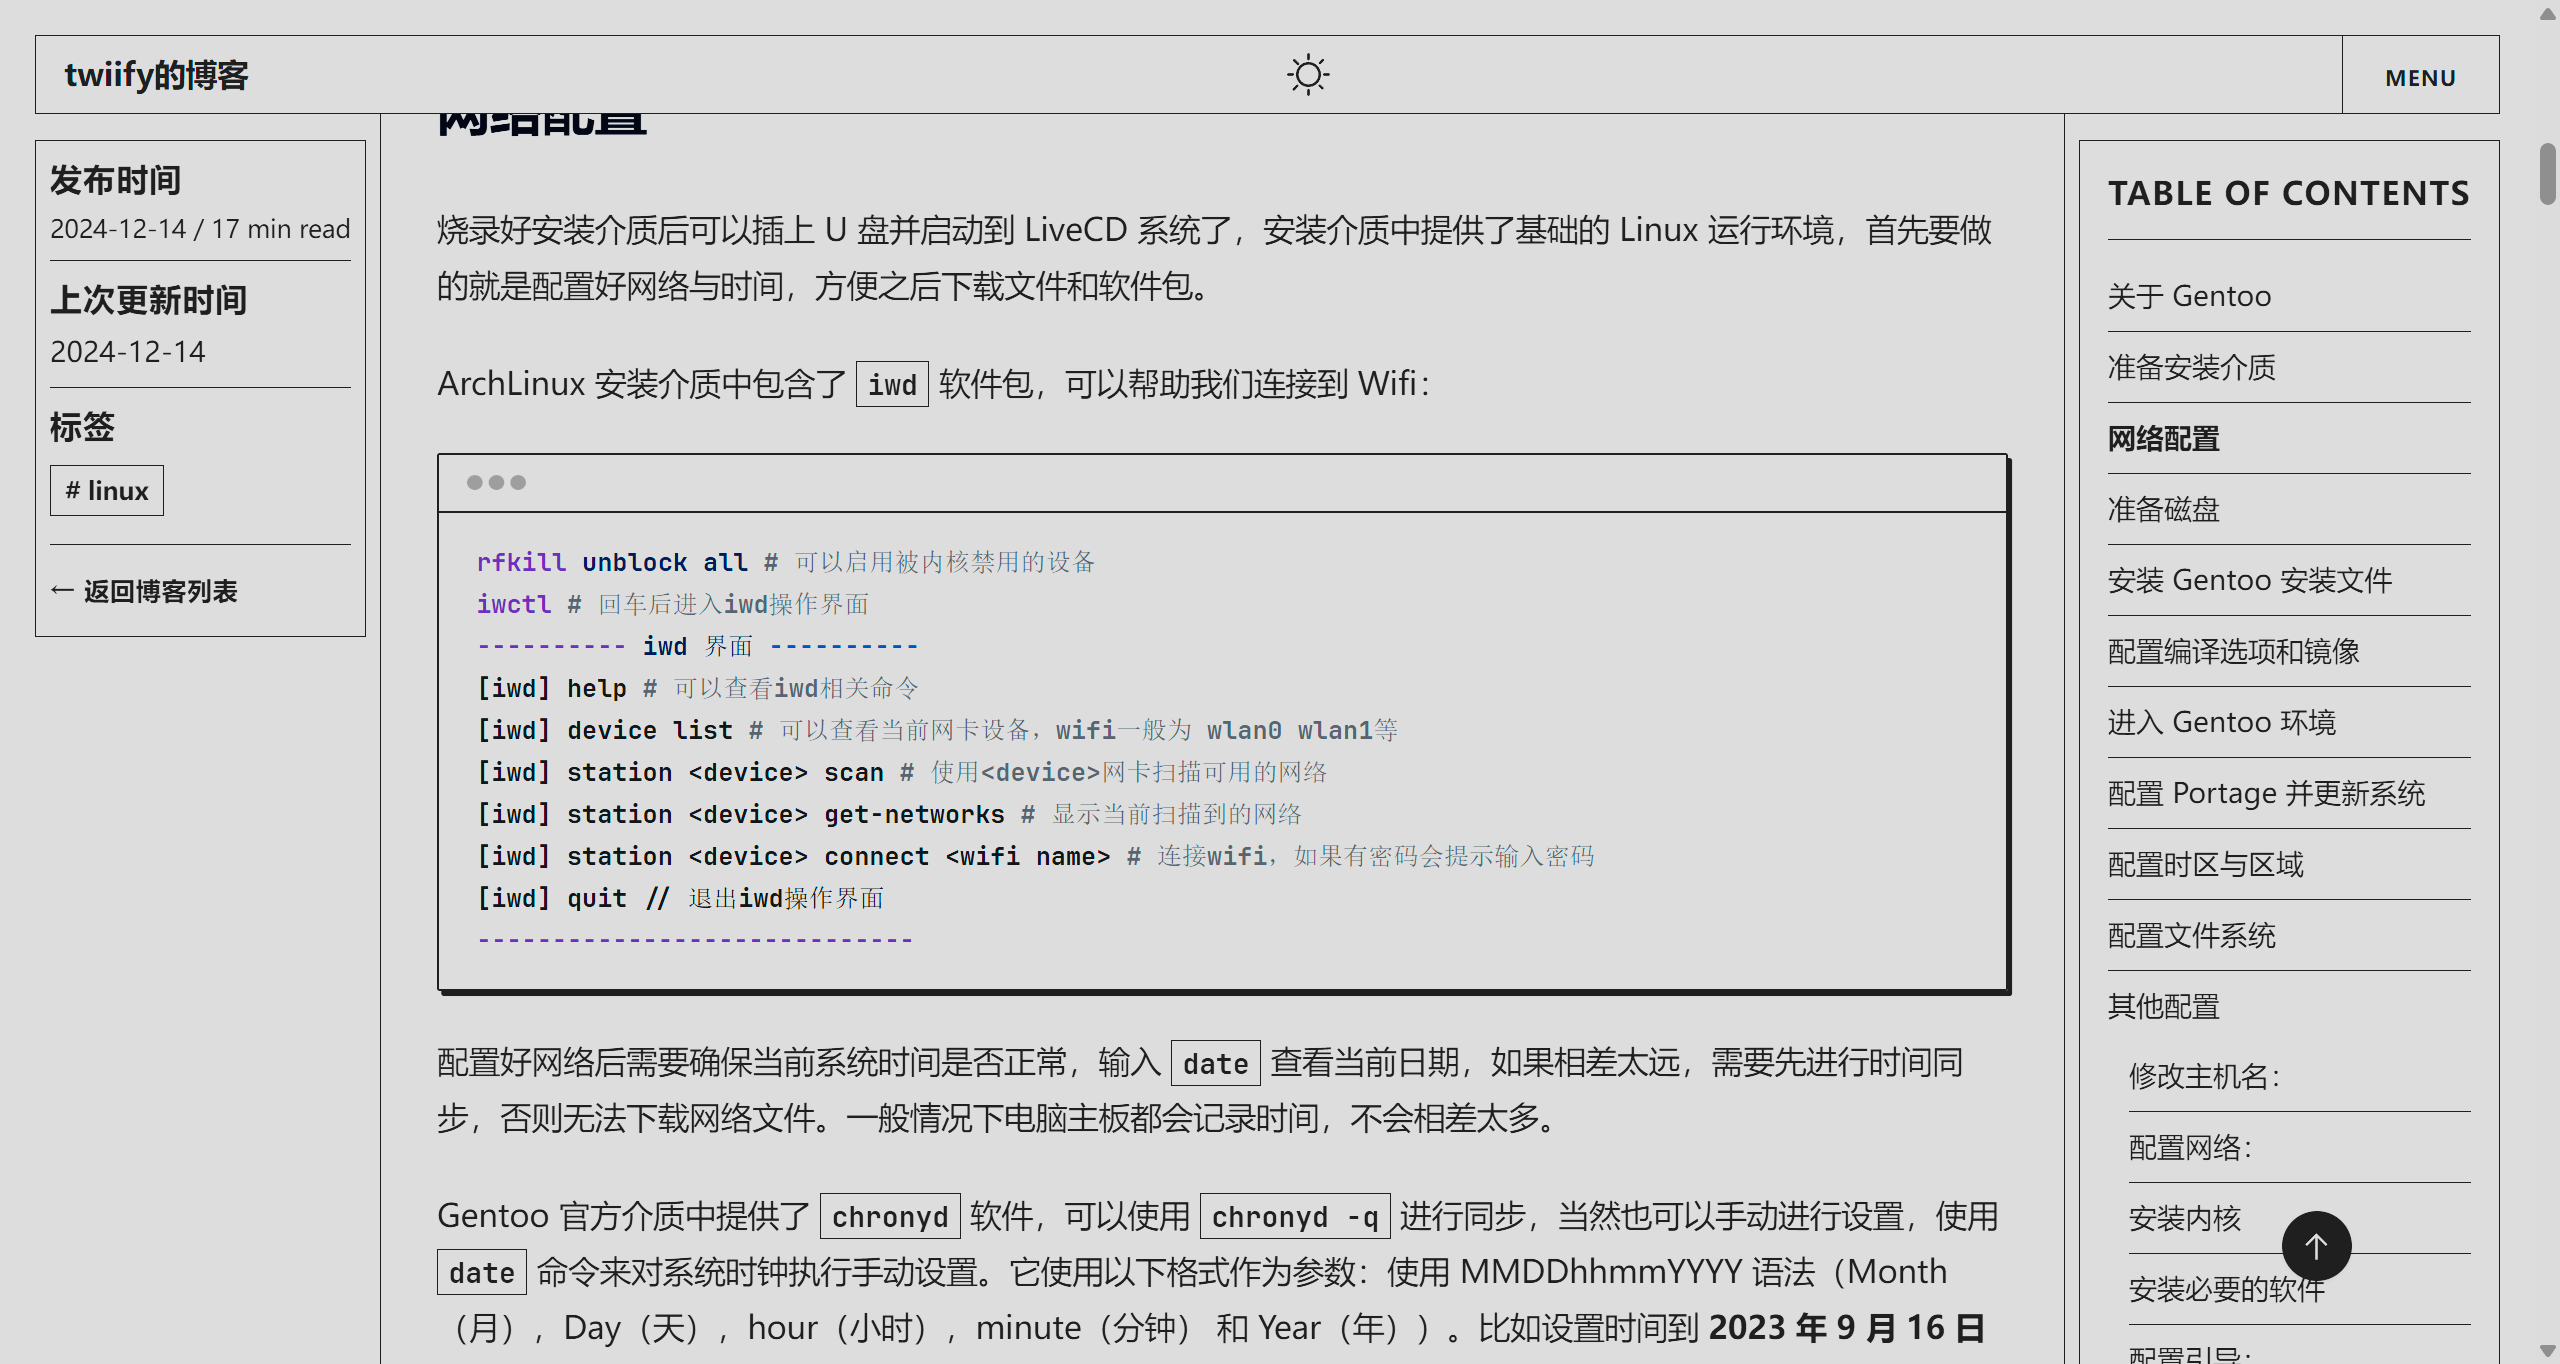 twiify的博客
MENU
发布时间
2024-12-14 / 17 min read
上次更新时间
2024-12-14
标签
# linux
← 返回博客列表
网络配置
烧录好安装介质后可以插上 U 盘并启动到 LiveCD 系统了，安装介质中提供了基础的 Linux 运行环境，首先要做
的就是配置好网络与时间，方便之后下载文件和软件包。
ArchLinux 安装介质中包含了 iwd 软件包，可以帮助我们连接到 Wifi：
rfkill unblock all # 可以启用被内核禁用的设备
iwctl # 回车后进入iwd操作界面
---------- iwd 界面 ----------
[iwd] help # 可以查看iwd相关命令
[iwd] device list # 可以查看当前网卡设备，wifi一般为 wlan0 wlan1等
[iwd] station <device> scan # 使用<device>网卡扫描可用的网络
[iwd] station <device> get-networks # 显示当前扫描到的网络
[iwd] station <device> connect <wifi name> # 连接wifi，如果有密码会提示输入密码
[iwd] quit // 退出iwd操作界面
-----------------------------
配置好网络后需要确保当前系统时间是否正常，输入 date 查看当前日期，如果相差太远，需要先进行时间同
步，否则无法下载网络文件。一般情况下电脑主板都会记录时间，不会相差太多。
Gentoo 官方介质中提供了 chronyd 软件，可以使用 chronyd -q 进行同步，当然也可以手动进行设置，使用
date 命令来对系统时钟执行手动设置。它使用以下格式作为参数：使用 MMDDhhmmYYYY 语法（Month
（月），Day（天），hour（小时），minute（分钟） 和 Year（年））。比如设置时间到 2023 年 9 月 16 日
TABLE OF CONTENTS
关于 Gentoo
准备安装介质
网络配置
准备磁盘
安装 Gentoo 安装文件
配置编译选项和镜像
进入 Gentoo 环境
配置 Portage 并更新系统
配置时区与区域
配置文件系统
其他配置
修改主机名：
配置网络：
安装内核
安装必要的软件
配置引导：